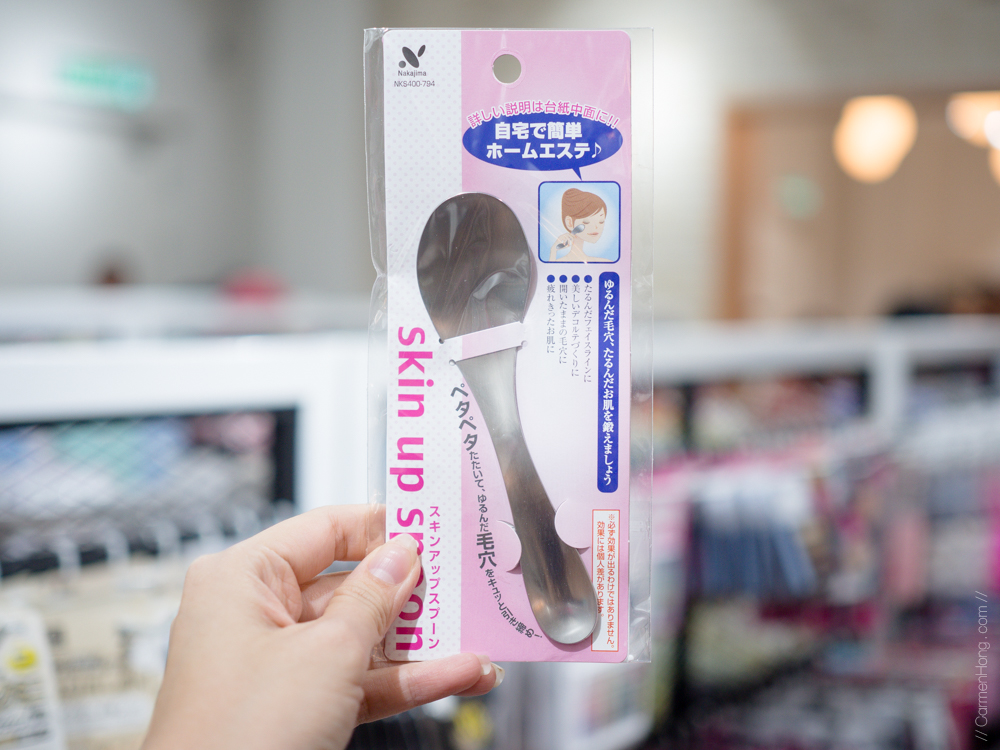 Nakajima
NKS400-794
詳しい説明は台紙中面に!!
自宅で簡単
ホームエステ♪
ゆるんだ毛穴、たるんだお肌を鍛えましょう
●たるんだフェイスラインに
●美しいデコルテづくりに
●開いたままの毛穴に
●疲れきったお肌に
skin up spoon
スキンアップスプーン
ペタペタたたいて、ゆるんだ毛穴をキュッと引き締め!
※必ず効果が出るわけではありません。
効果には個人差があります。
// CarmenHong.com //